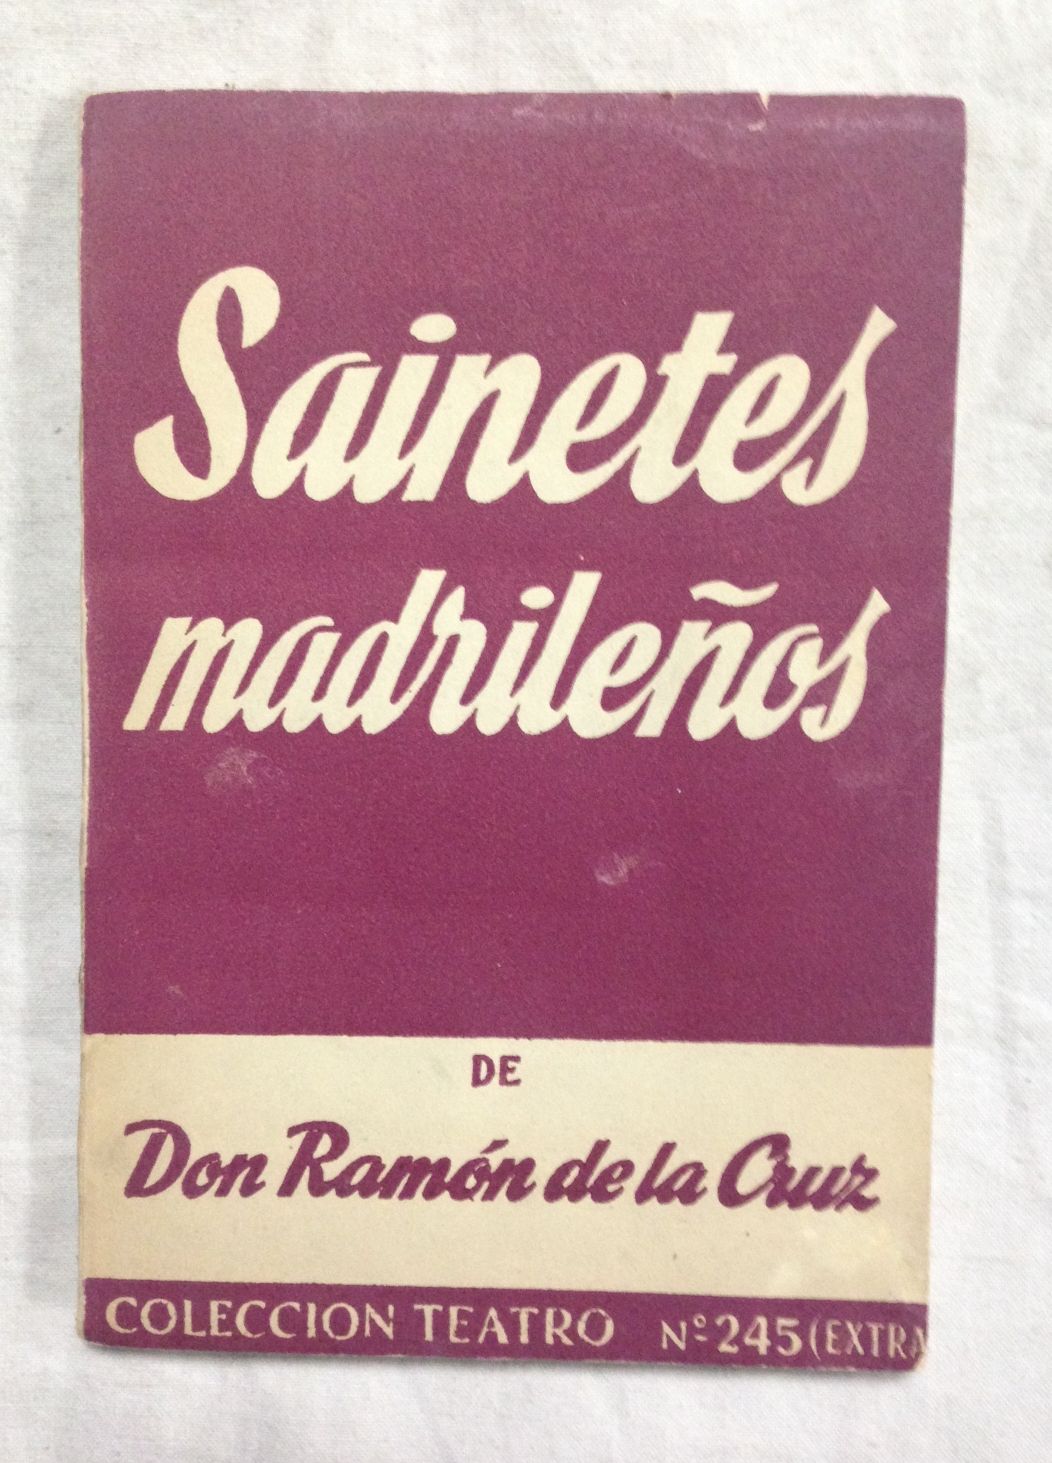 Sainetes
madrileños
DE
Don Ramón de la Cruz
COLECCION TEATRO Nº 245 (EXTRA